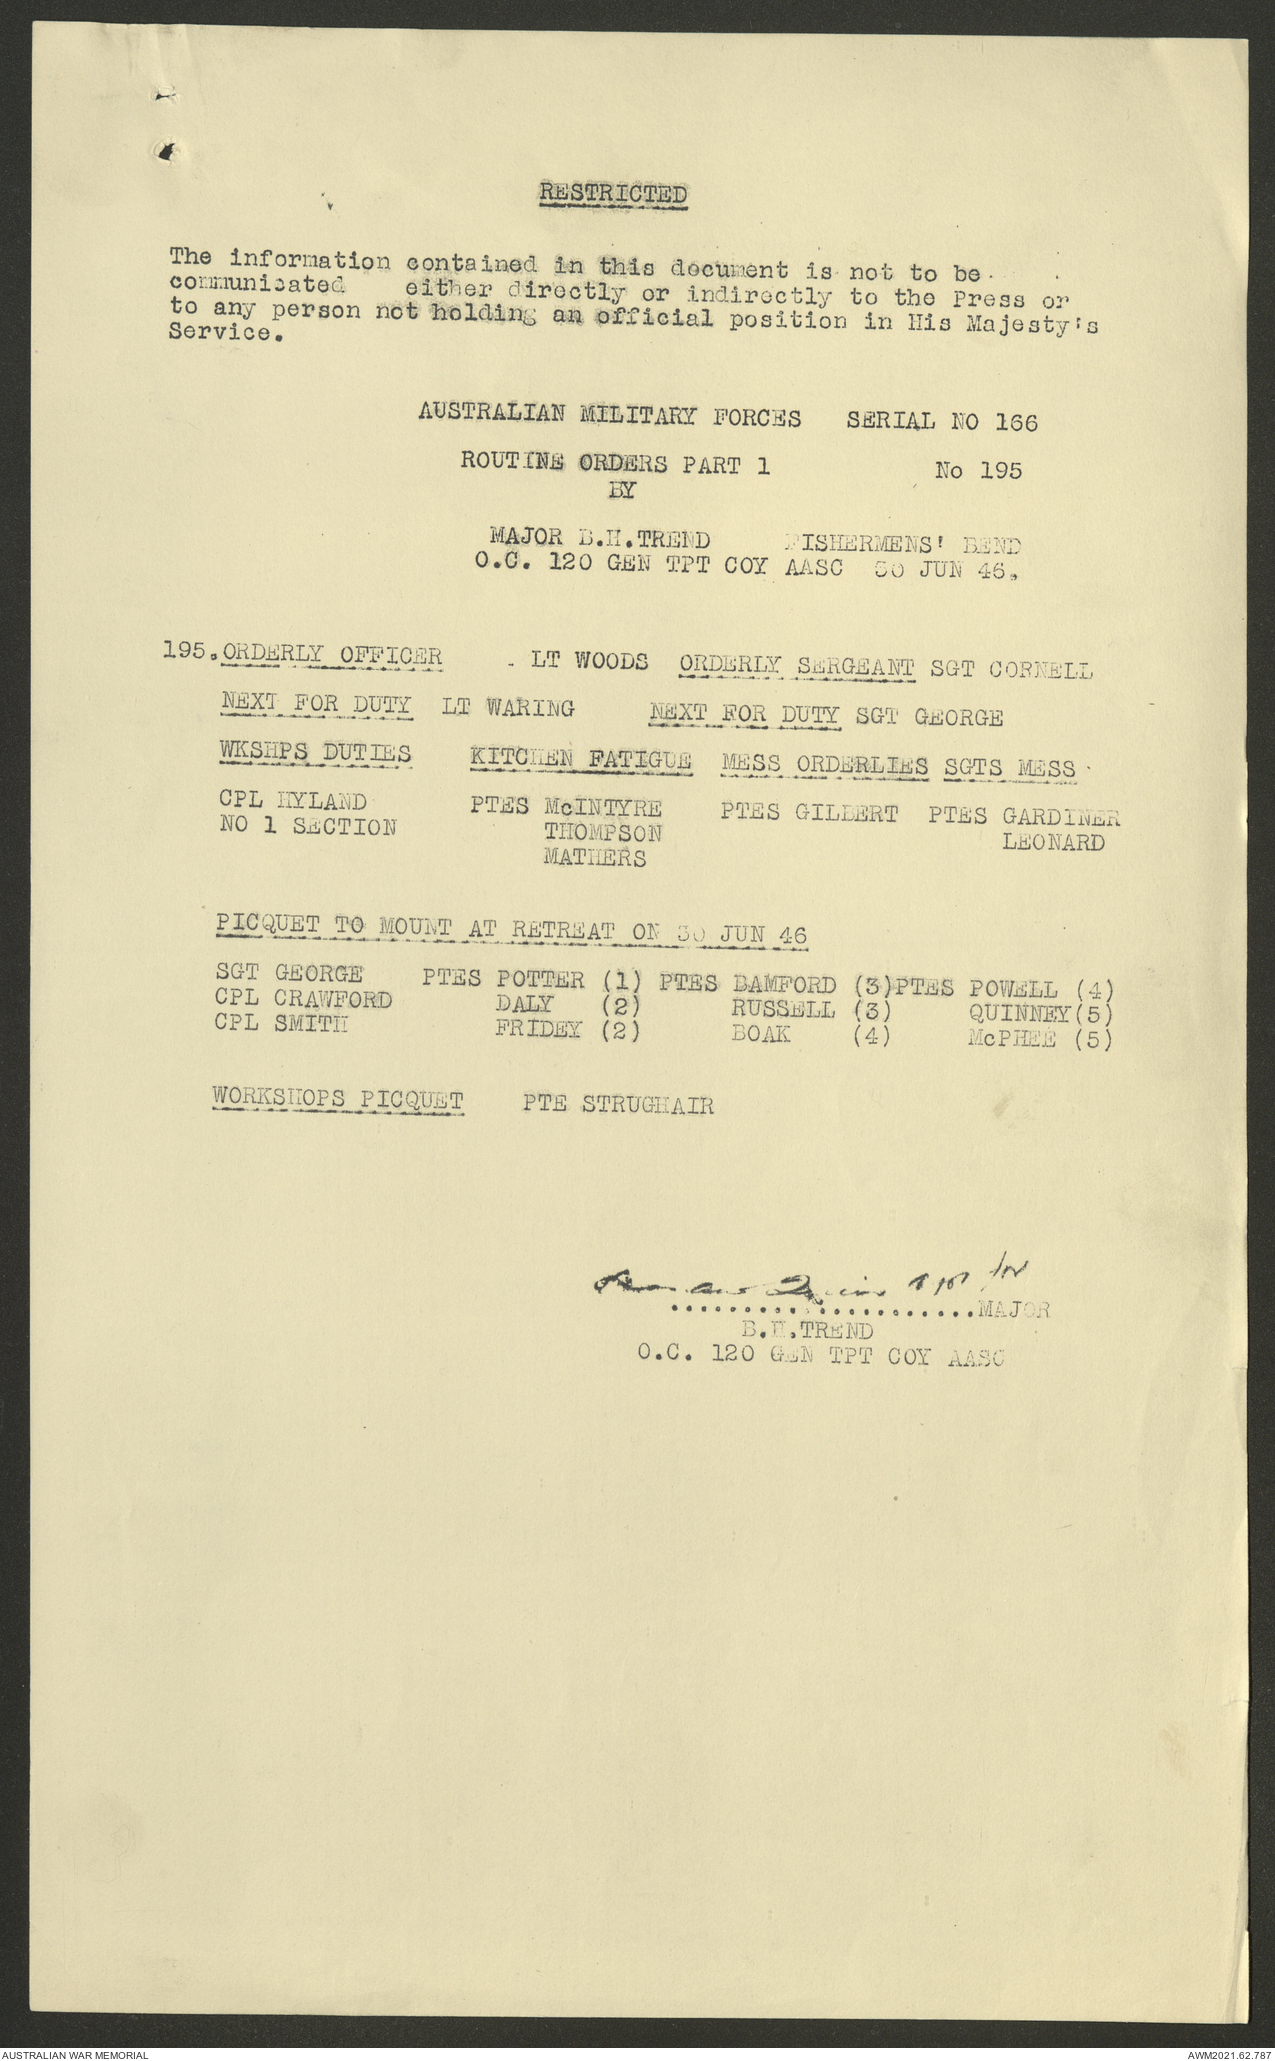 RESTRICTED
The information contained in this document is not to be
communicated either directly or indirectly to the Press or
to any person not holding an official position in His Majesty's
Service.
AUSTRALIAN MILITARY FORCES SERIAL NO 166
ROUTINE ORDERS PART 1 No 195
BY
MAJOR B.H.TREND FISHERMENS' BEND
O.C. 120 GEN TPT COY AASC 30 JUN 46.
195. ORDERLY OFFICER . LT WOODS ORDERLY SERGEANT SGT CORNELL
NEXT FOR DUTY LT WARING NEXT FOR DUTY SGT GEORGE
WKSHPS DUTIES KITCHEN FATIGUE MESS ORDERLIES SGTS MESS
CPL HYLAND PTES McINTYRE PTES GILBERT PTES GARDINER
NO 1 SECTION THOMPSON LEONARD
MATHERS
PICQUET TO MOUNT AT RETREAT ON 30 JUN 46
SGT GEORGE PTES POTTER (1) PTES BAMFORD (3)PTES POWELL (4)
CPL CRAWFORD DALY (2) RUSSELL (3) QUINNEY(5)
CPL SMITH FRIDEY (2) BOAK (4) McPHEE (5)
WORKSHOPS PICQUET PTE STRUGHAIR
for
.....................MAJOR
B.H.TREND
O.C. 120 GEN TPT COY AASC
AUSTRALIAN WAR MEMORIAL AWM2021.62.787